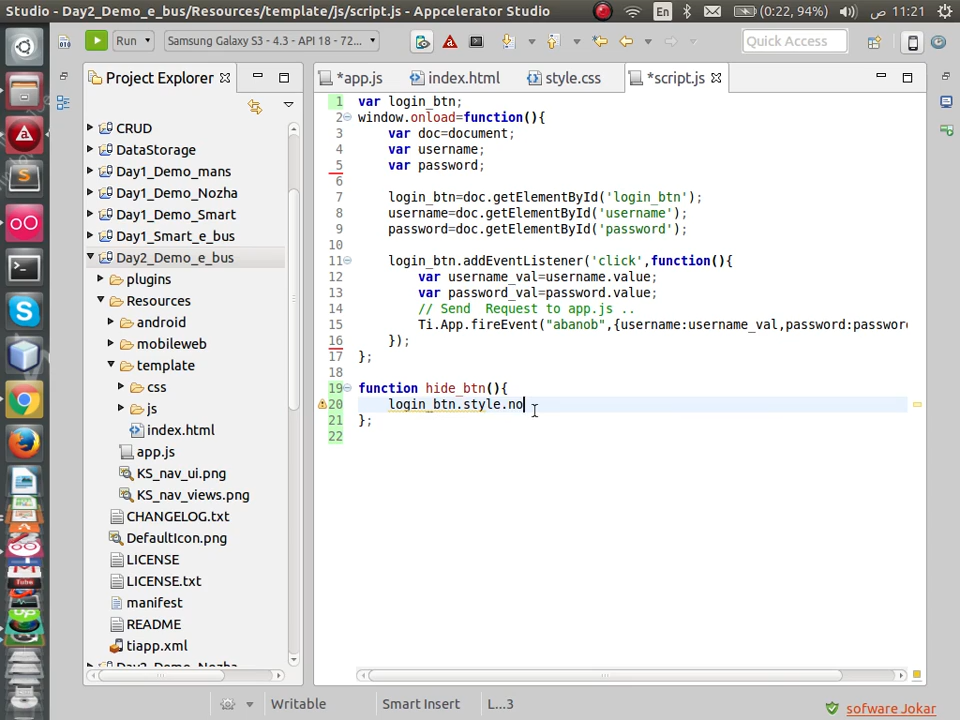 Studio - Day2_Demo_e_bus/Resources/template/js/script.js - Appcelerator Studio
En
(0:22, 94%)
11:21 ص
Run
Samsung Galaxy S3 - 4.3 - API 18 - 72...
Quick Access
Project Explorer
*app.js
index.html
style.css
*script.js
CRUD
DataStorage
Day1_Demo_mans
Day1_Demo_Nozha
Day1_Demo_Smart
Day1_Smart_e_bus
Day2_Demo_e_bus
plugins
Resources
android
mobileweb
template
css
js
index.html
app.js
KS_nav_ui.png
KS_nav_views.png
CHANGELOG.txt
DefaultIcon.png
LICENSE
LICENSE.txt
manifest
README
tiapp.xml
Day2_Demo_Nozha
1 var login_btn;
2 window.onload=function(){
3 var doc=document;
4 var username;
5 var password;
6
7 login_btn=doc.getElementById('login_btn');
8 username=doc.getElementById('username');
9 password=doc.getElementById('password');
10
11 login_btn.addEventListener('click',function(){
12 var username_val=username.value;
13 var password_val=password.value;
14 // Send Request to app.js ..
15 Ti.App.fireEvent("abanob",{username:username_val,password:passwor
16 });
17 };
18
19 function hide_btn(){
20 login_btn.style.no
21 };
22
Writable
Smart Insert
L...3
sofware Jokar